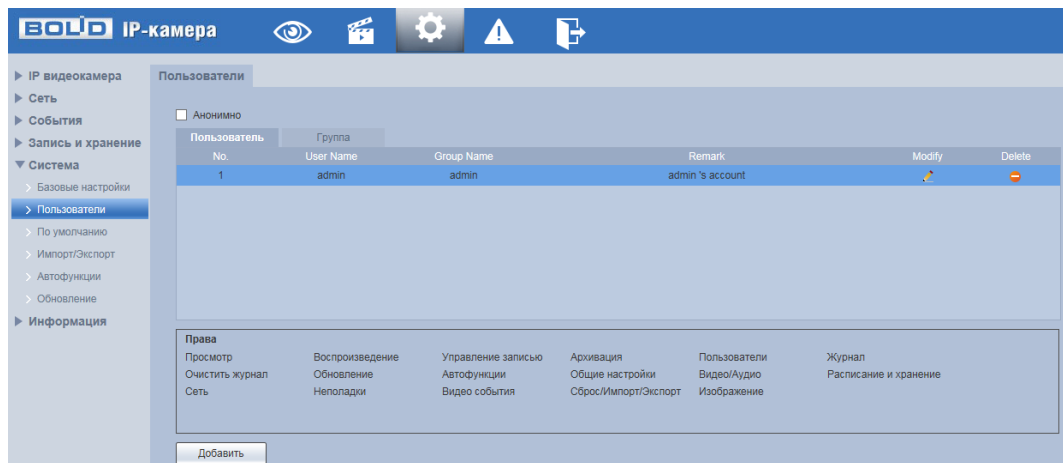 BOLID IP-камера
IP видеокамера
Сеть
События
Запись и хранение
Система
Базовые настройки
Пользователи
По умолчанию
Импорт/Экспорт
Автофункции
Обновление
Информация
Пользователи
Анонимно
Пользователь Группа
No. User Name Group Name Remark Modify Delete
1 admin admin admin 's account
Права
Просмотр Воспроизведение Управление записью Архивация Пользователи Журнал
Очистить журнал Обновление Автофункции Общие настройки Видео/Аудио Расписание и хранение
Сеть Неполадки Видео события Сброс/Импорт/Экспорт Изображение
Добавить